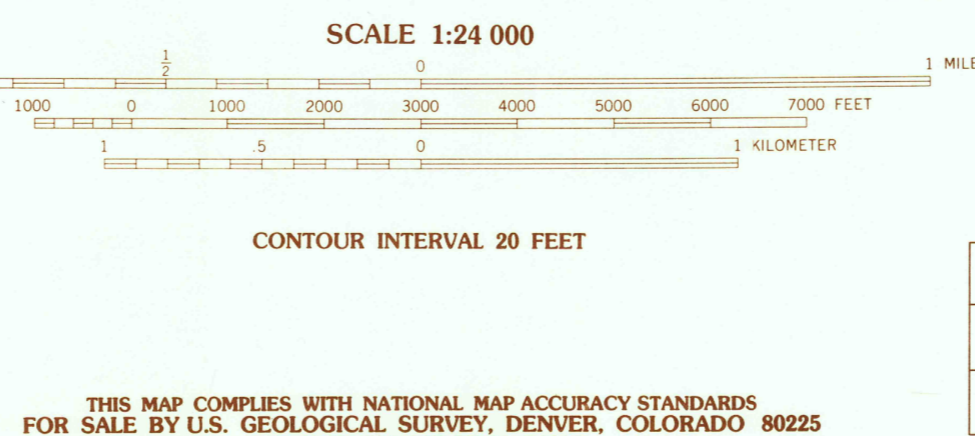 SCALE 1:24 000
1/2 0 1 MILE
1000 0 1000 2000 3000 4000 5000 6000 7000 FEET
1 .5 0 1 KILOMETER
CONTOUR INTERVAL 20 FEET
THIS MAP COMPLIES WITH NATIONAL MAP ACCURACY STANDARDS
FOR SALE BY U.S. GEOLOGICAL SURVEY, DENVER, COLORADO 80225